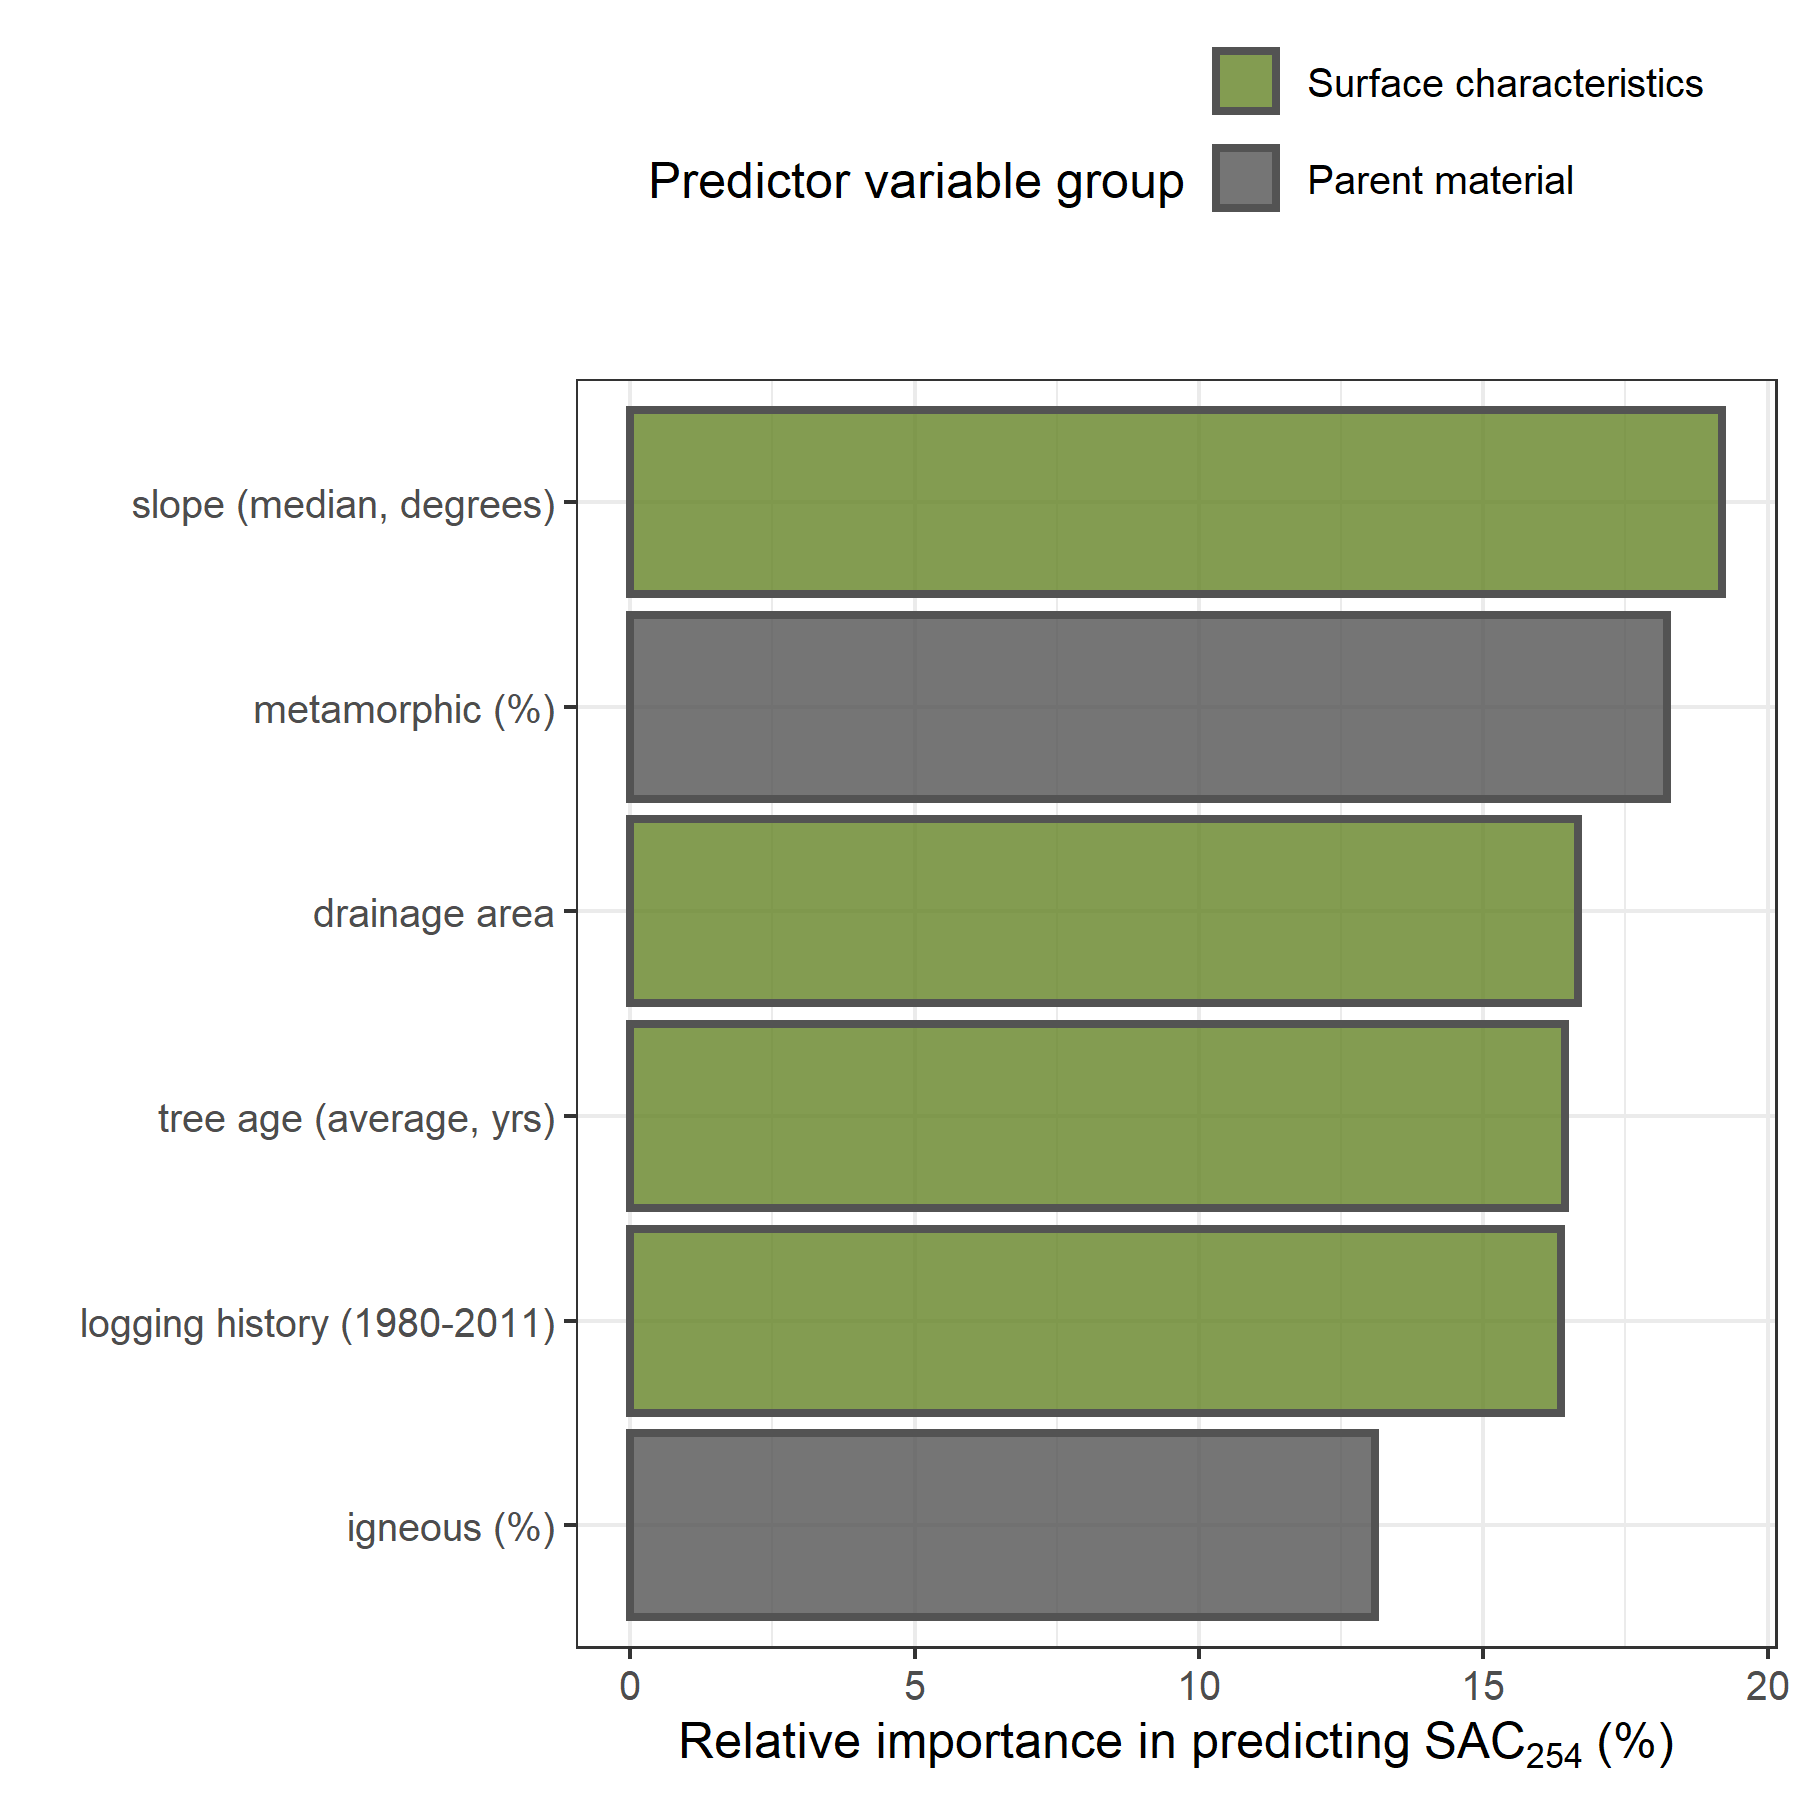 Surface characteristics
Predictor variable group
Parent material
slope (median, degrees)
metamorphic (%)
drainage area
tree age (average, yrs)
logging history (1980-2011)
igneous (%)
0 5 10 15 20
Relative importance in predicting SAC₂₅₄ (%)